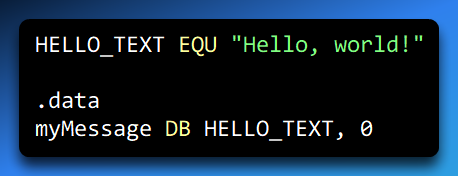 HELLO_TEXT EQU "Hello, world!"
.data
myMessage DB HELLO_TEXT, 0